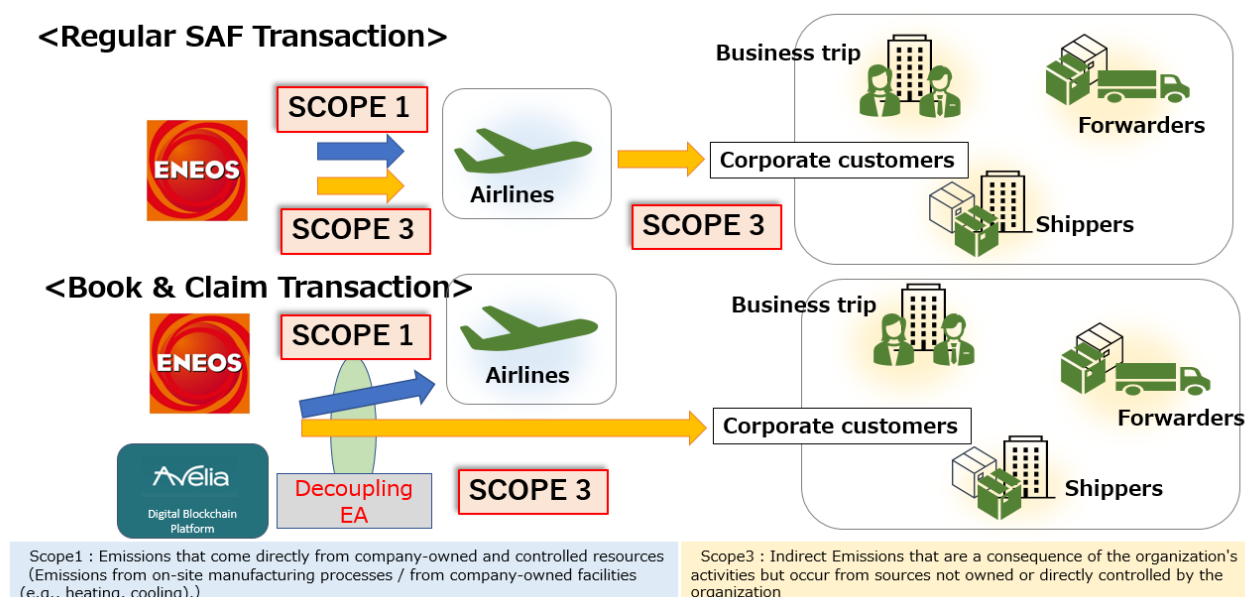 <Regular SAF Transaction>
Business trip
SCOPE 1
ENEOS
Forwarders
Corporate customers
Airlines
SCOPE 3
SCOPE 3
Shippers
<Book & Claim Transaction>
Business trip
SCOPE 1
ENEOS
Airlines
Forwarders
Corporate customers
Avelia
Decoupling
EA
SCOPE 3
Shippers
Digital Blockchain
Platform
Scope1 : Emissions that come directly from company-owned and controlled resources
(Emissions from on-site manufacturing processes / from company-owned facilities
(e.g., heating, cooling).)
Scope3 : Indirect Emissions that are a consequence of the organization's
activities but occur from sources not owned or directly controlled by the
organization